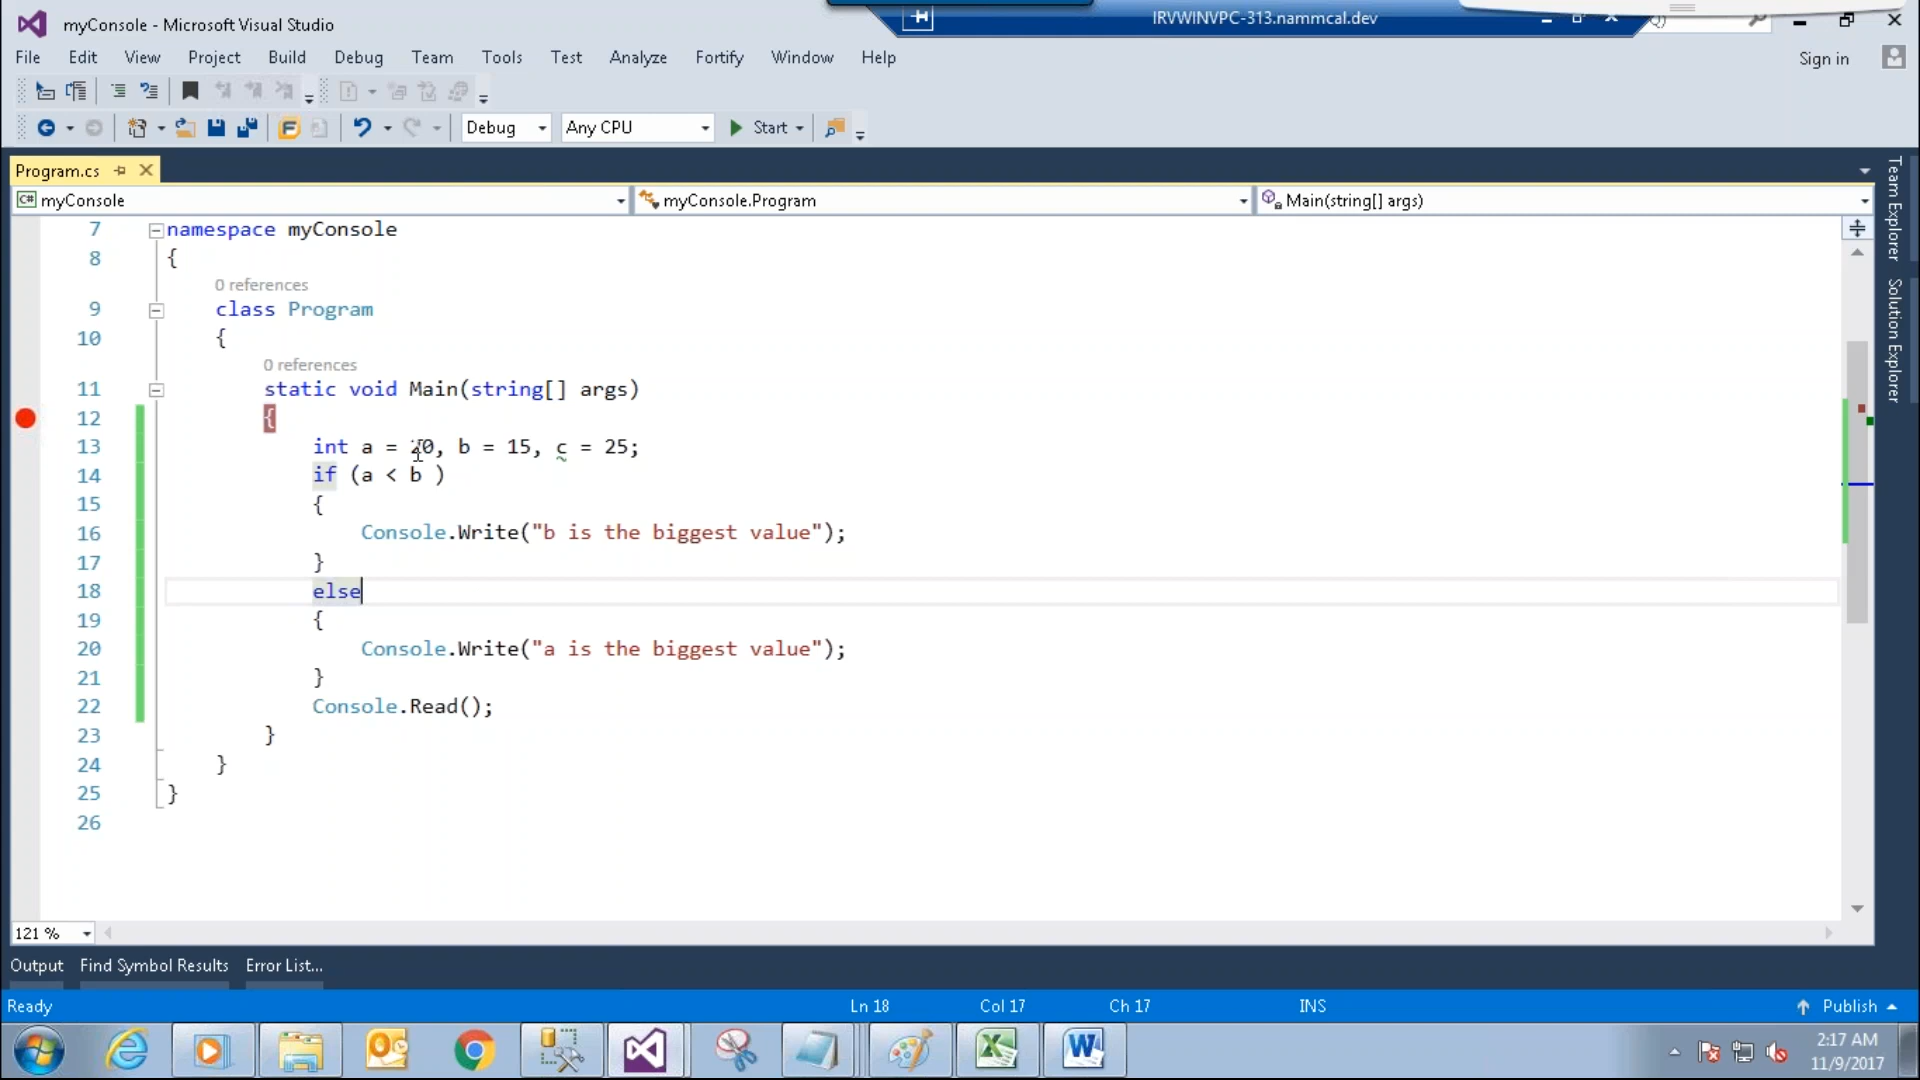 myConsole - Microsoft Visual Studio
IRVWINVPC-313.nammcal.dev
File Edit View Project Build Debug Team Tools Test Analyze Fortify Window Help
Sign in
Debug Any CPU Start
Program.cs
myConsole myConsole.Program Main(string[] args)
Team Explorer
Solution Explorer
7 namespace myConsole
8 {
0 references
9 class Program
10 {
0 references
11 static void Main(string[] args)
12 {
13 int a = 20, b = 15, c = 25;
14 if (a < b )
15 {
16 Console.Write("b is the biggest value");
17 }
18 else
19 {
20 Console.Write("a is the biggest value");
21 }
22 Console.Read();
23 }
24 }
25 }
26
121 %
Output Find Symbol Results Error List...
Ready Ln 18 Col 17 Ch 17 INS Publish
2:17 AM
11/9/2017